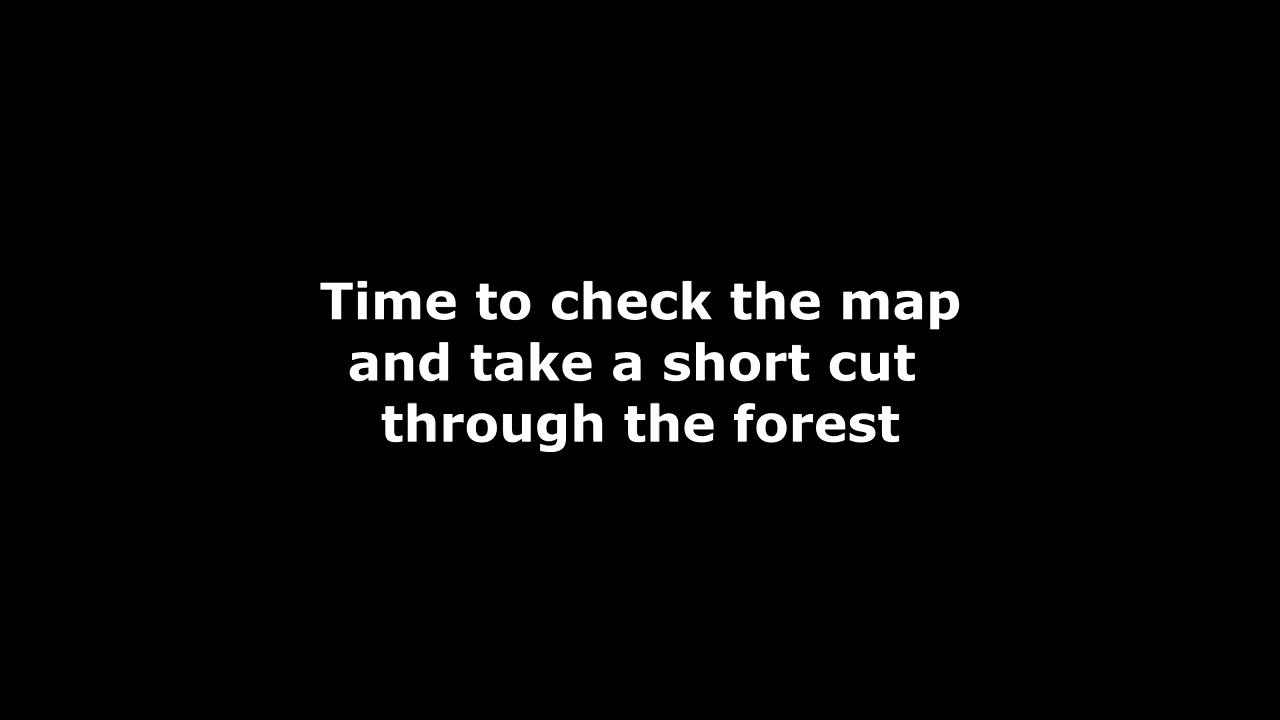 Time to check the map
and take a short cut
through the forest